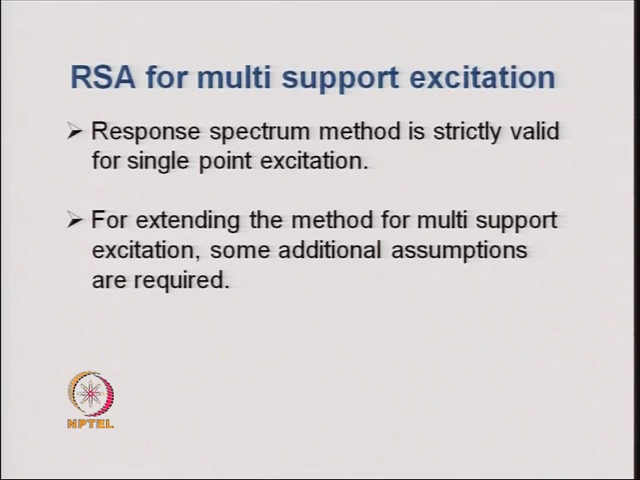 RSA for multi support excitation
➢ Response spectrum method is strictly valid
for single point excitation.
➢ For extending the method for multi support
excitation, some additional assumptions
are required.
NPTEL